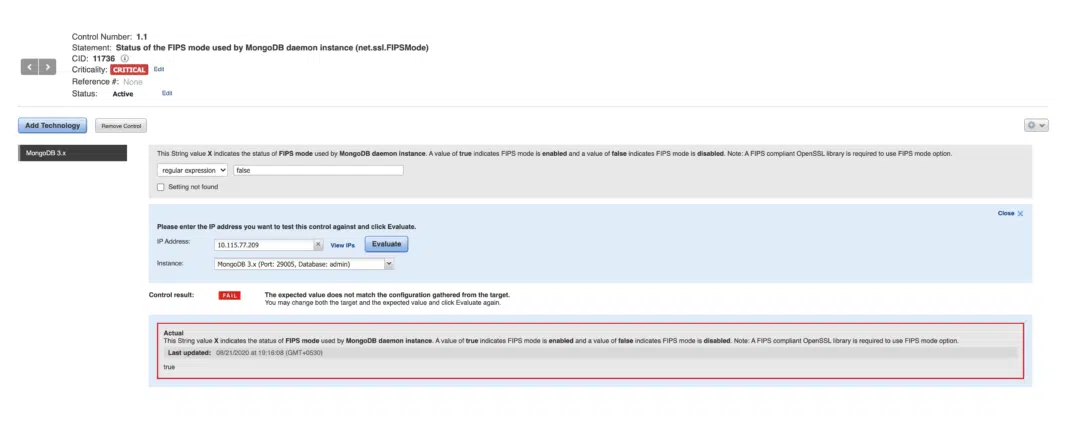 Control Number: 1.1
Statement: Status of the FIPS mode used by MongoDB daemon instance (net.ssl.FIPSMode)
CID: 11736
Criticality: CRITICAL Edit
Reference #: None
Status: Active Edit
Add Technology Remove Control
MongoDB 3.x
This String value X indicates the status of FIPS mode used by MongoDB daemon instance. A value of true indicates FIPS mode is enabled and a value of false indicates FIPS mode is disabled. Note: A FIPS compliant OpenSSL library is required to use FIPS mode option.
regular expression false
Setting not found
Close
Please enter the IP address you want to test this control against and click Evaluate.
IP Address: 10.115.77.209 View IPs Evaluate
Instance: MongoDB 3.x (Port: 29005, Database: admin)
Control result: FAIL The expected value does not match the configuration gathered from the target.
You may change both the target and the expected value and click Evaluate again.
Actual
This String value X indicates the status of FIPS mode used by MongoDB daemon instance. A value of true indicates FIPS mode is enabled and a value of false indicates FIPS mode is disabled. Note: A FIPS compliant OpenSSL library is required to use FIPS mode option.
Last updated: 08/21/2020 at 19:16:08 (GMT+0530)
true